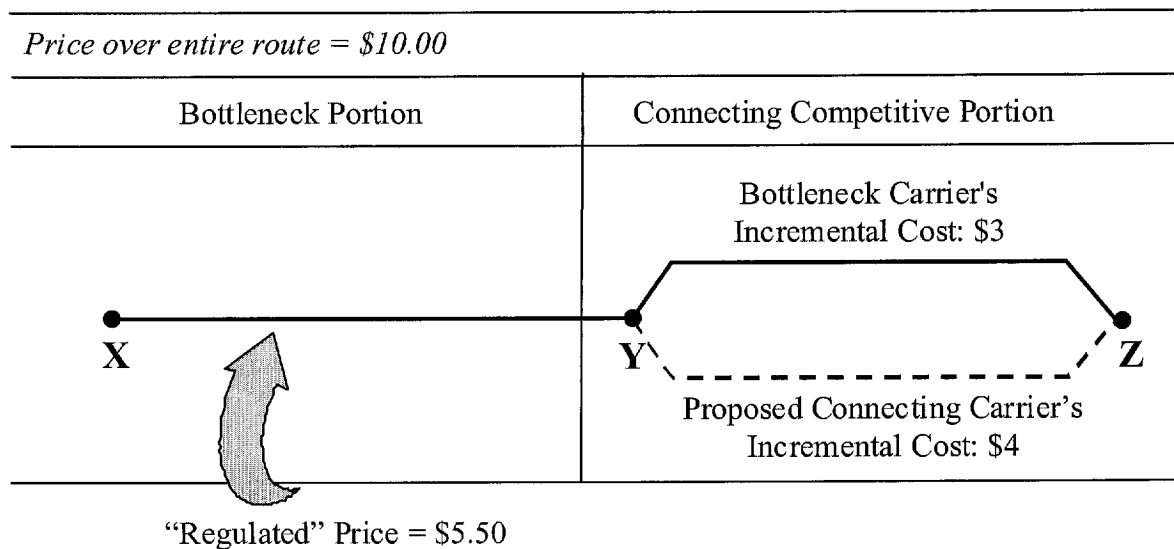 Price over entire route = $10.00
Bottleneck Portion
Connecting Competitive Portion
Bottleneck Carrier's
Incremental Cost: $3
X
Y
Z
Proposed Connecting Carrier’s
Incremental Cost: $4
“Regulated” Price = $5.50